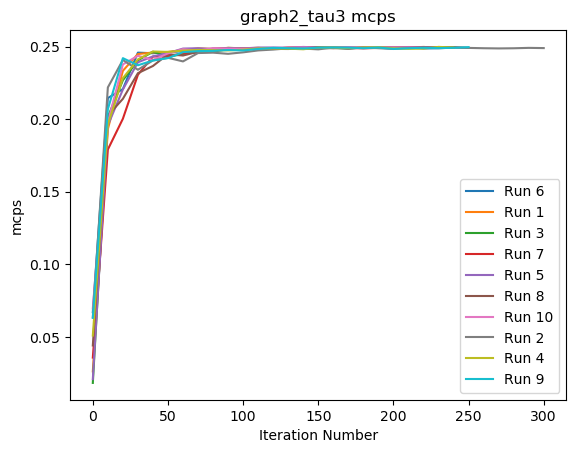 graph2_tau3 mcps
mcps
0.25
0.20
0.15
0.10
0.05
Run 6
Run 1
Run 3
Run 7
Run 5
Run 8
Run 10
Run 2
Run 4
Run 9
0 50 100 150 200 250 300
Iteration Number